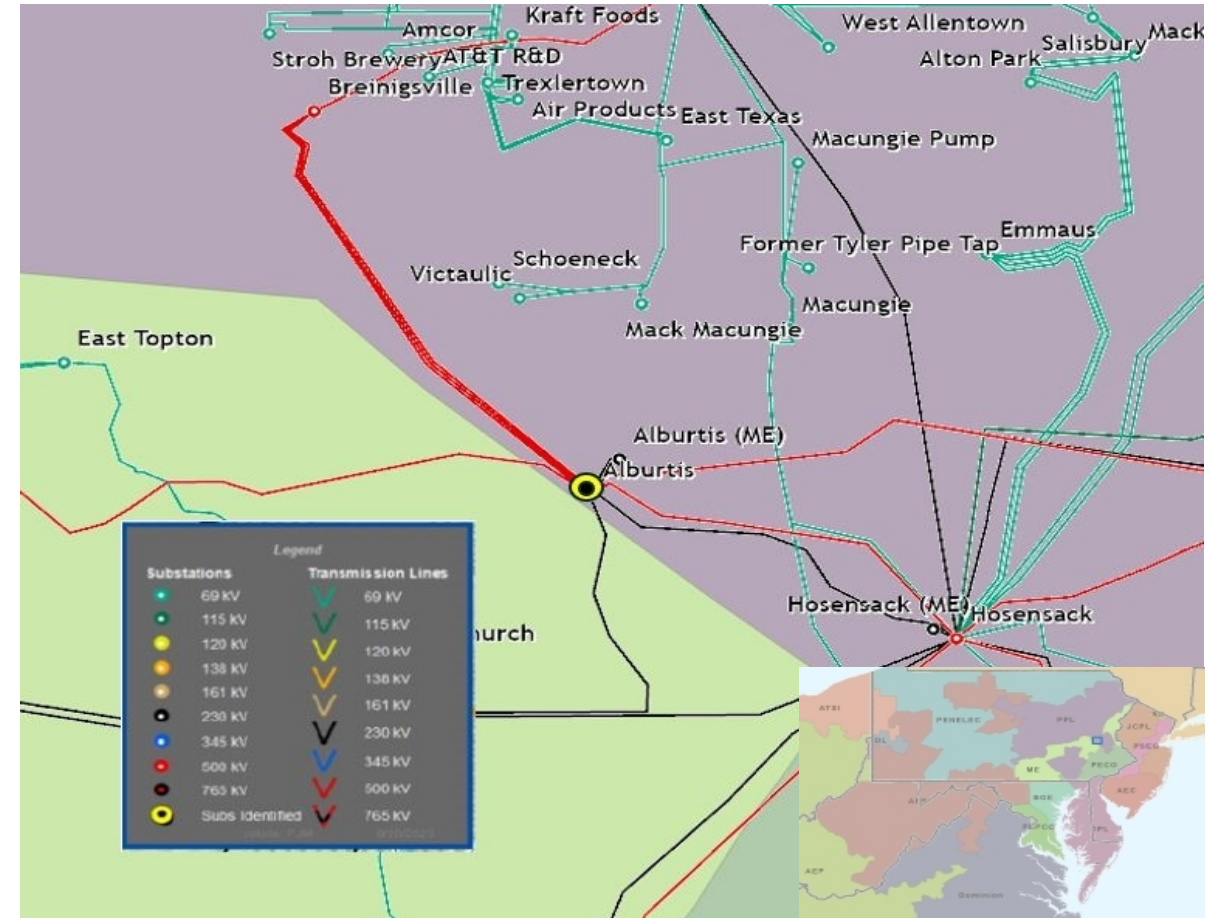 Kraft Foods
Amcor
West Allentown
Mack
Salisbury
Stroh Brewery
AT&T R&D
Alton Park
Breinigsville
Trexlertown
Air Products
East Texas
Macungie Pump
Former Tyler Pipe Tap
Emmaus
Schoeneck
Victaulic
Macungie
Mack Macungie
East Topton
Alburtis (ME)
Alburtis
Hosensack (ME)
Hosensack
urch
Legend
Substations
Transmission Lines
69 kV
69 kV
115 kV
115 kV
120 kV
120 kV
138 kV
138 kV
161 kV
161 kV
230 kV
230 kV
345 kV
345 kV
500 kV
500 kV
765 kV
765 kV
Subs Identified
ATSI
PENELEC
PPL
JCPL
PSEG
ME
PECO
AEC
BGE
DPL
AEP
Dominion